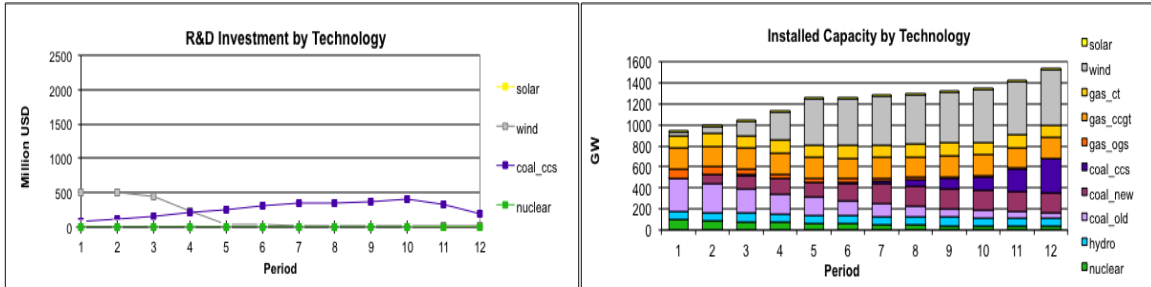 R&D Investment by Technology
2500
2000
1500
1000
500
0
Million USD
1 2 3 4 5 6 7 8 9 10 11 12
Period
solar
wind
coal_ccs
nuclear
Installed Capacity by Technology
1600
1400
1200
1000
800
600
400
200
0
GW
1 2 3 4 5 6 7 8 9 10 11 12
Period
solar
wind
gas_ct
gas_ccgt
gas_ogs
coal_ccs
coal_new
coal_old
hydro
nuclear